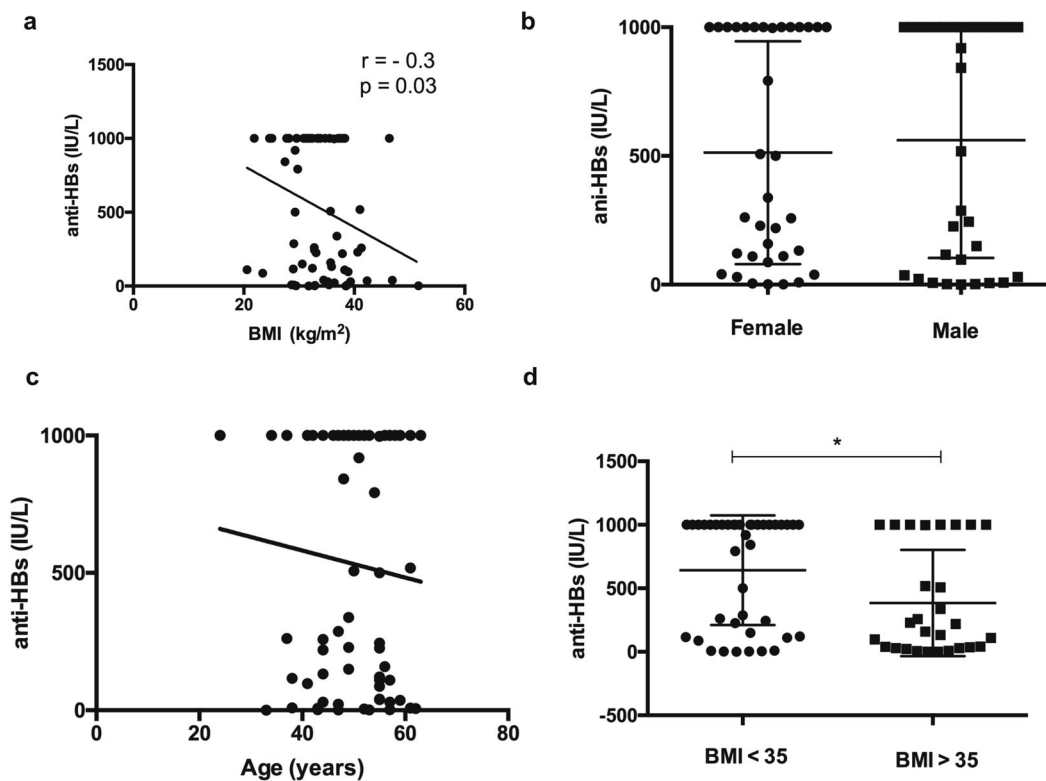 a
r = - 0.3
p = 0.03
1500
1000
500
0
anti-HBs (IU/L)
0 20 40 60
BMI (kg/m²)
b
1000
500
0
ani-HBs (IU/L)
Female Male
c
1000
500
0
anti-HBs (IU/L)
0 20 40 60 80
Age (years)
d
*
1500
1000
500
0
-500
anti-HBs (IU/L)
BMI < 35 BMI > 35